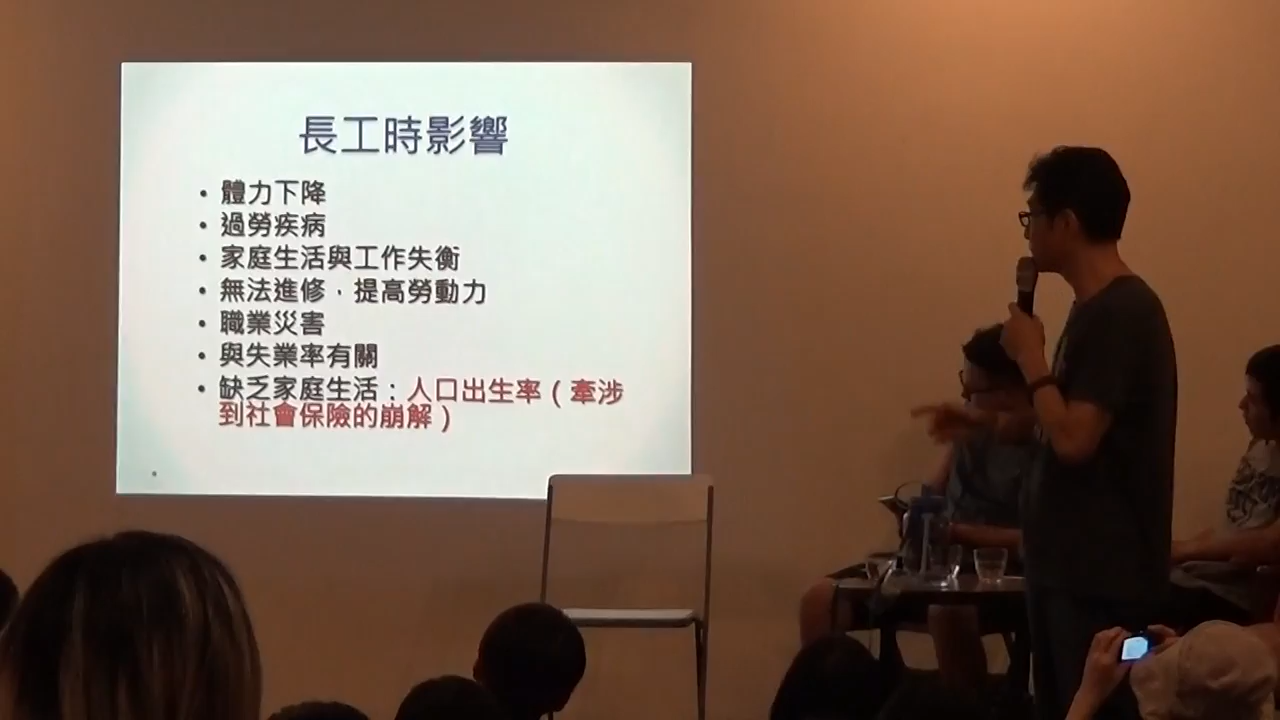 長工時影響
• 體力下降
• 過勞疾病
• 家庭生活與工作失衡
• 無法進修，提高勞動力
• 職業災害
• 與失業率有關
• 缺乏家庭生活：人口出生率（牽涉
到社會保險的崩解）